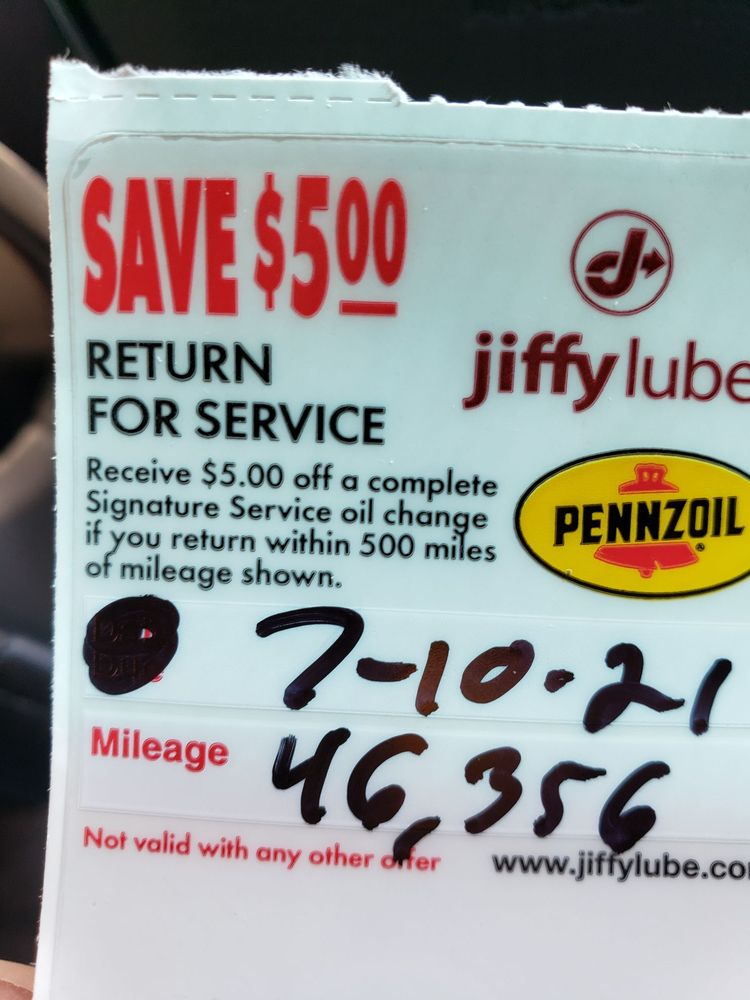 SAVE $5.00
RETURN
FOR SERVICE
Receive $5.00 off a complete
Signature Service oil change
if you return within 500 miles
of mileage shown.
jiffy lube
PENNZOIL
7-10-21
Mileage 46,356
Not valid with any other offer
www.jiffylube.co